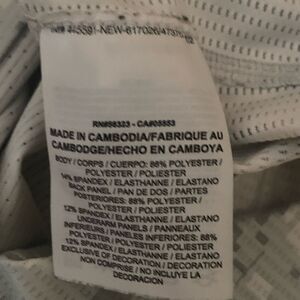 RN#56323 - CA#05553
MADE IN CAMBODIA/FABRIQUE AU
CAMBODGE/HECHO EN CAMBOYA
BODY / CORPS / CUERPO: 86% POLYESTER /
POLYESTER / POLIESTER
14% SPANDEX / ELASTHANNE / ELASTANO
BACK PANEL / PAN DE DOS / PARTES
POSTERIORES: 88% POLYESTER /
POLYESTER / POLIESTER
12% SPANDEX / ELASTHANNE / ELASTANO
UNDERARM PANELS / PANNEAUX
INFERIEURS / PANELES INFERIORES: 88%
POLYESTER / POLYESTER / POLIESTER
12% SPANDEX / ELASTHANNE / ELASTANO
EXCLUSIVE OF DECORATION / DECORATION
NON COMPRISE / NO INCLUYE LA
DECORACION